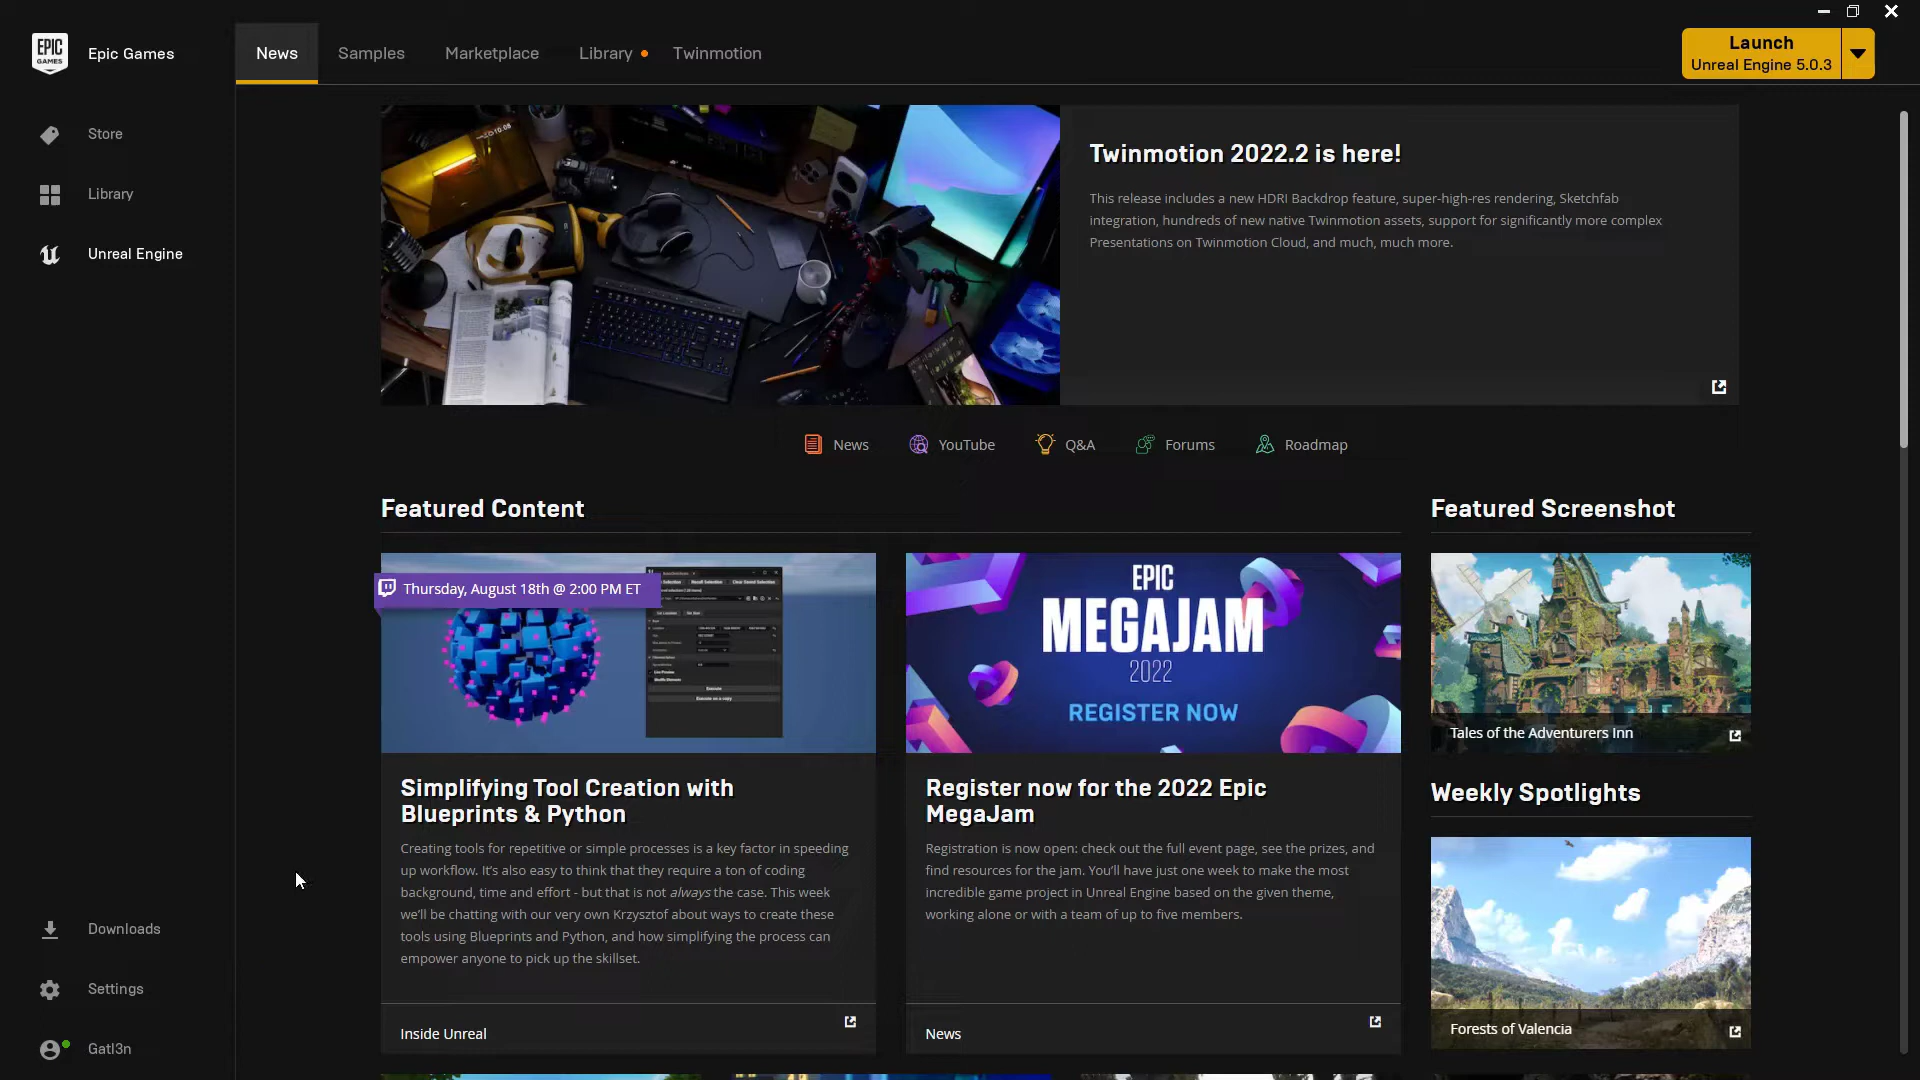 EPIC
GAMES
Epic Games
News
Samples
Marketplace
Library
Twinmotion
Launch
Unreal Engine 5.0.3
Store
Library
Unreal Engine
Twinmotion 2022.2 is here!
This release includes a new HDRI Backdrop feature, super-high-res rendering, Sketchfab
integration, hundreds of new native Twinmotion assets, support for significantly more complex
Presentations on Twinmotion Cloud, and much, much more.
News
YouTube
Q&A
Forums
Roadmap
Featured Content
Featured Screenshot
Thursday, August 18th @ 2:00 PM ET
EPIC
MEGAJAM
2022
REGISTER NOW
Tales of the Adventurers Inn
Simplifying Tool Creation with
Blueprints & Python
Creating tools for repetitive or simple processes is a key factor in speeding
up workflow. It's also easy to think that they require a ton of coding
background, time and effort - but that is not always the case. This week
we'll be chatting with our very own Krzysztof about ways to create these
tools using Blueprints and Python, and how simplifying the process can
empower anyone to pick up the skillset.
Inside Unreal
Register now for the 2022 Epic
MegaJam
Registration is now open: check out the full event page, see the prizes, and
find resources for the jam. You'll have just one week to make the most
incredible game project in Unreal Engine based on the given theme,
working alone or with a team of up to five members.
News
Weekly Spotlights
Forests of Valencia
Downloads
Settings
Gatl3n